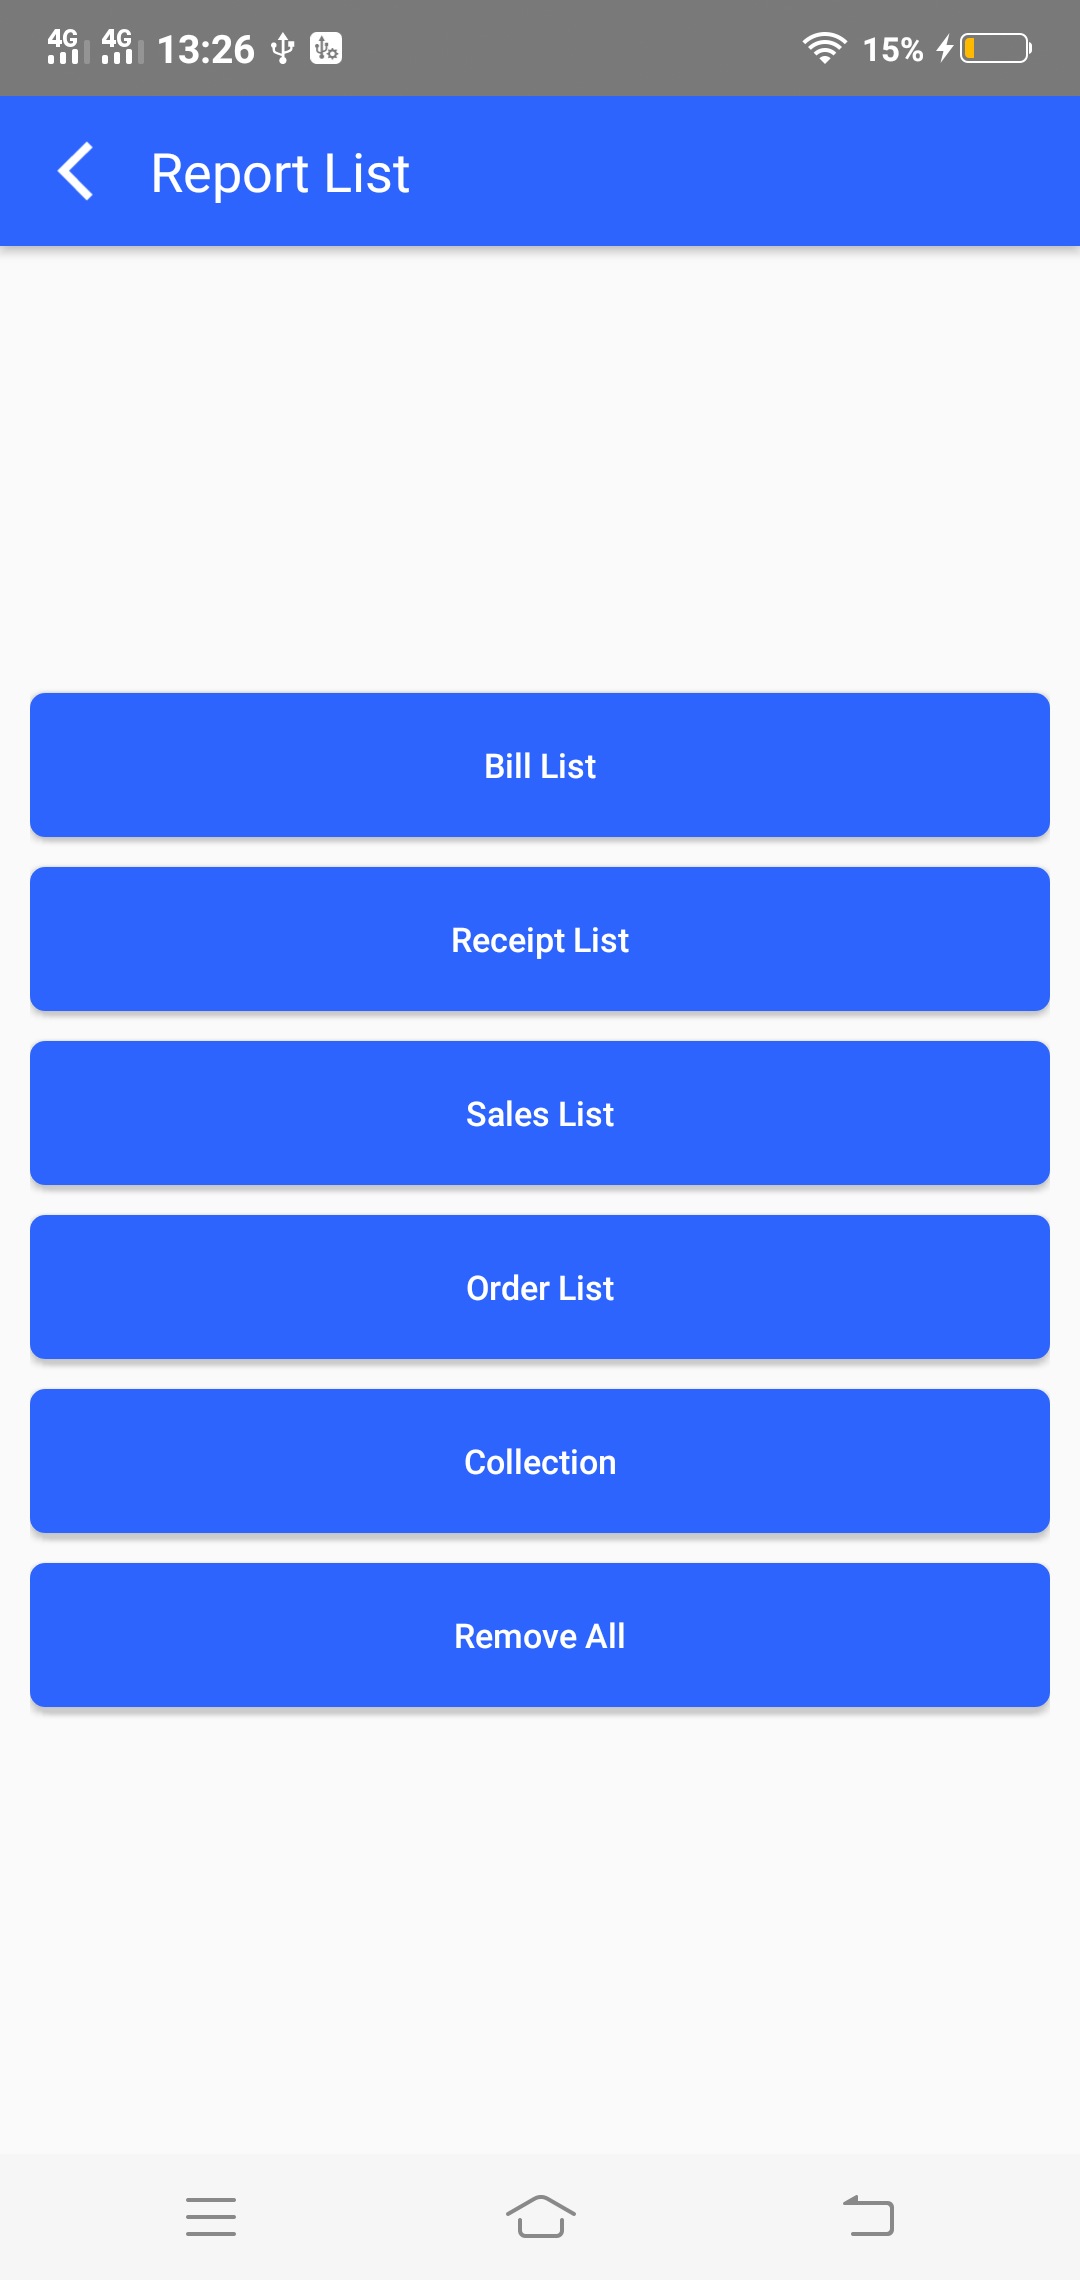 4G 4G 13:26 15%
Report List
Bill List
Receipt List
Sales List
Order List
Collection
Remove All